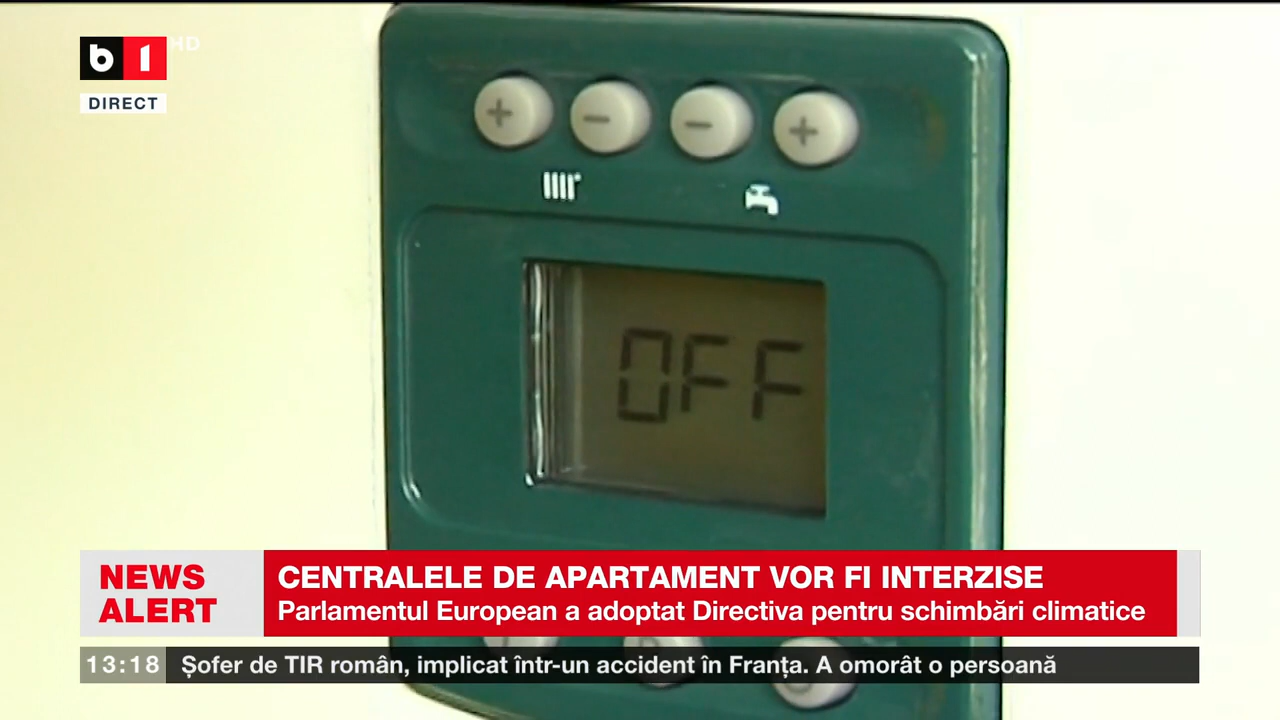 b1 HD
DIRECT
+ - - +
OFF
NEWS ALERT
CENTRALELE DE APARTAMENT VOR FI INTERZISE
Parlamentul European a adoptat Directiva pentru schimbări climatice
13:18 Șofer de TIR român, implicat într-un accident în Franța. A omorât o persoană